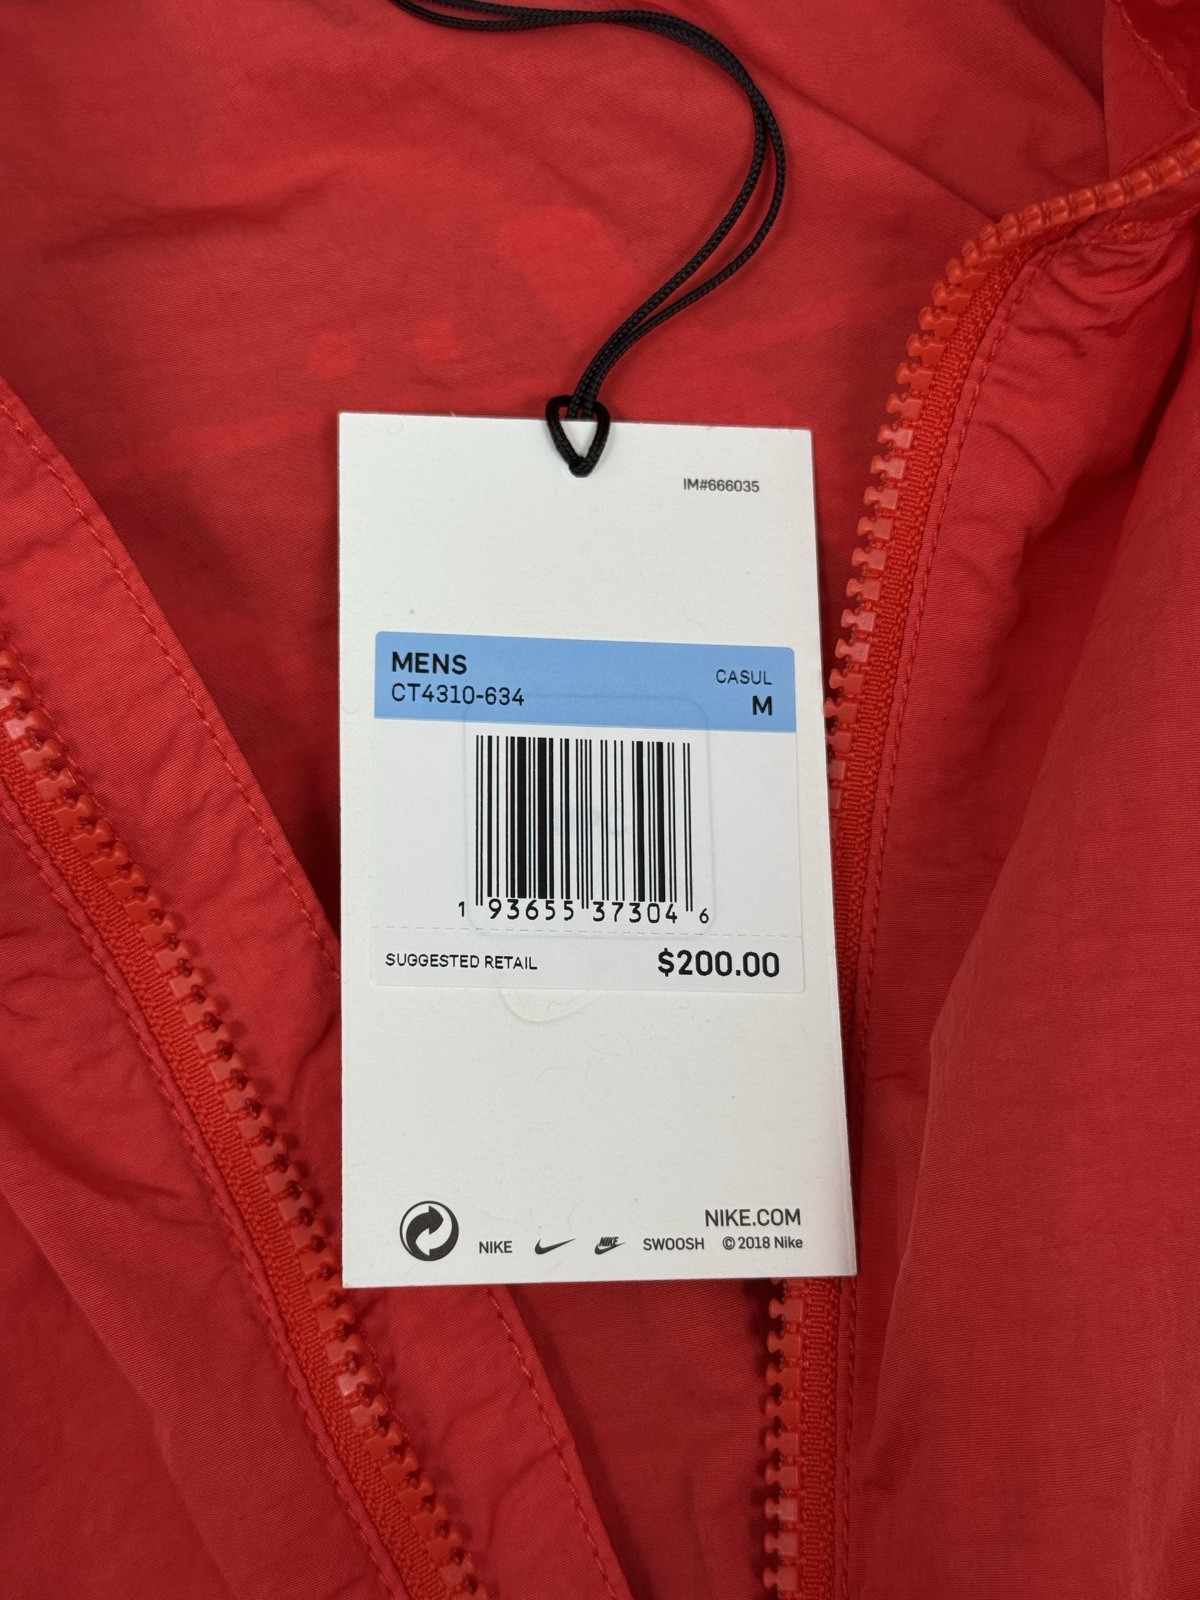 IM#666035
MENS
CASUL
CT4310-634
M
1 93655 37304 6
SUGGESTED RETAIL $200.00
NIKE.COM
NIKE NIKE SWOOSH ©2018 Nike